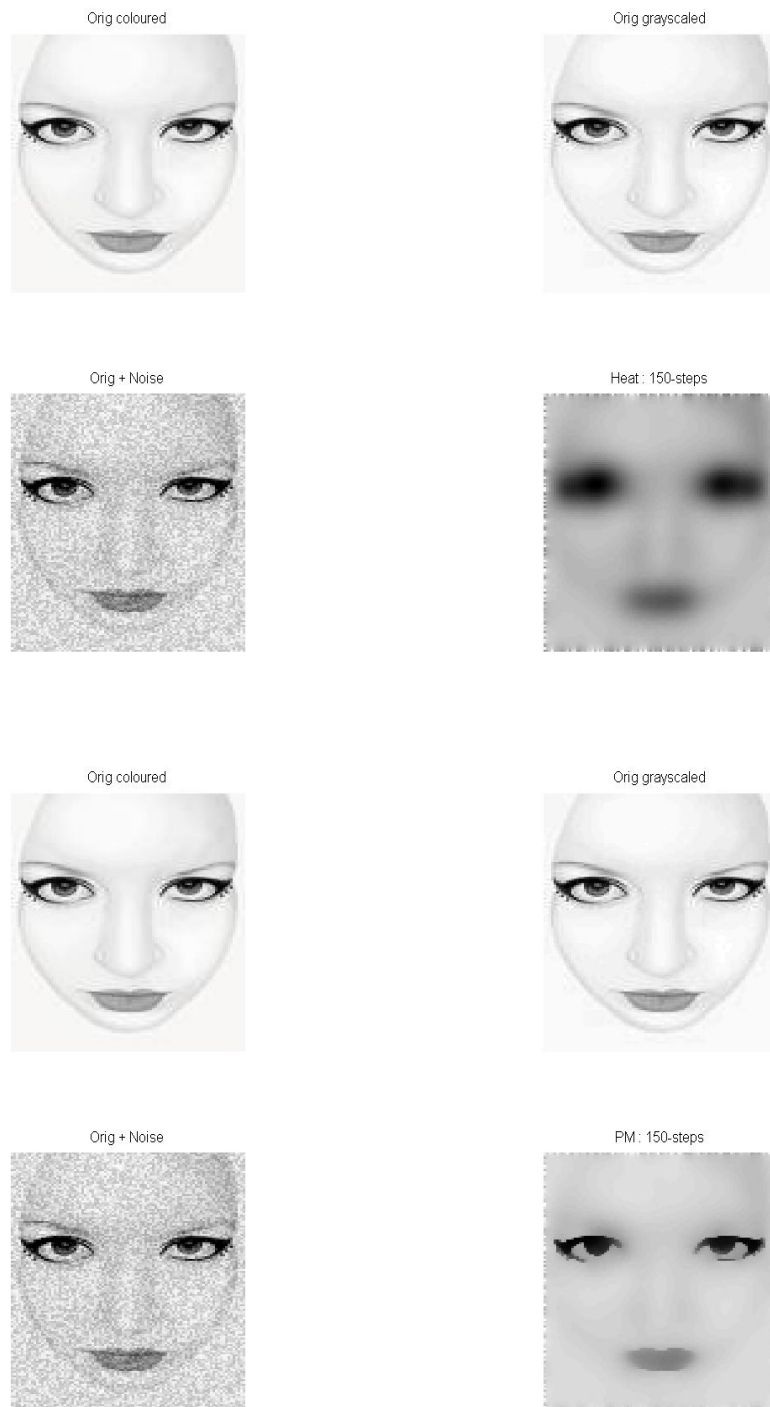 Orig coloured
Orig grayscaled
Orig + Noise
Heat : 150-steps
Orig coloured
Orig grayscaled
Orig + Noise
PM : 150-steps